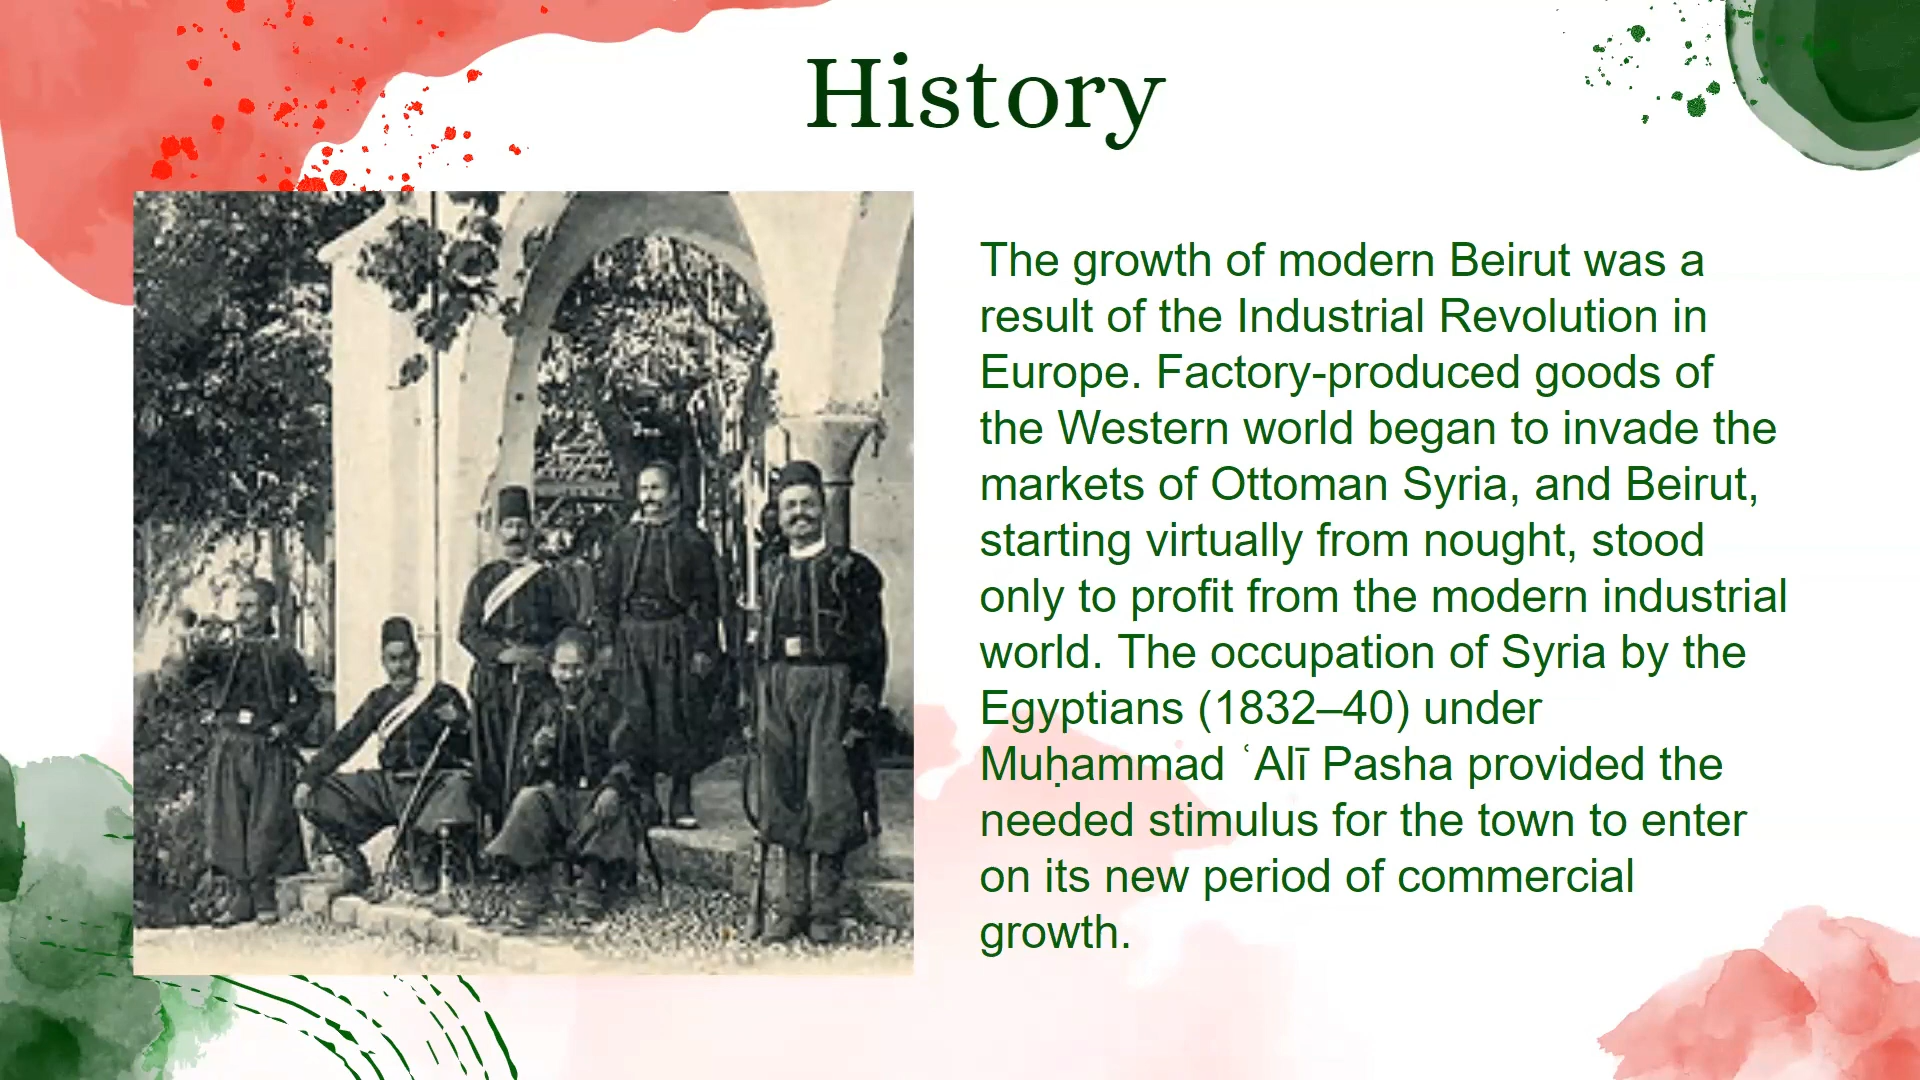 History
The growth of modern Beirut was a
result of the Industrial Revolution in
Europe. Factory-produced goods of
the Western world began to invade the
markets of Ottoman Syria, and Beirut,
starting virtually from nought, stood
only to profit from the modern industrial
world. The occupation of Syria by the
Egyptians (1832–40) under
Muḥammad ʿAlī Pasha provided the
needed stimulus for the town to enter
on its new period of commercial
growth.